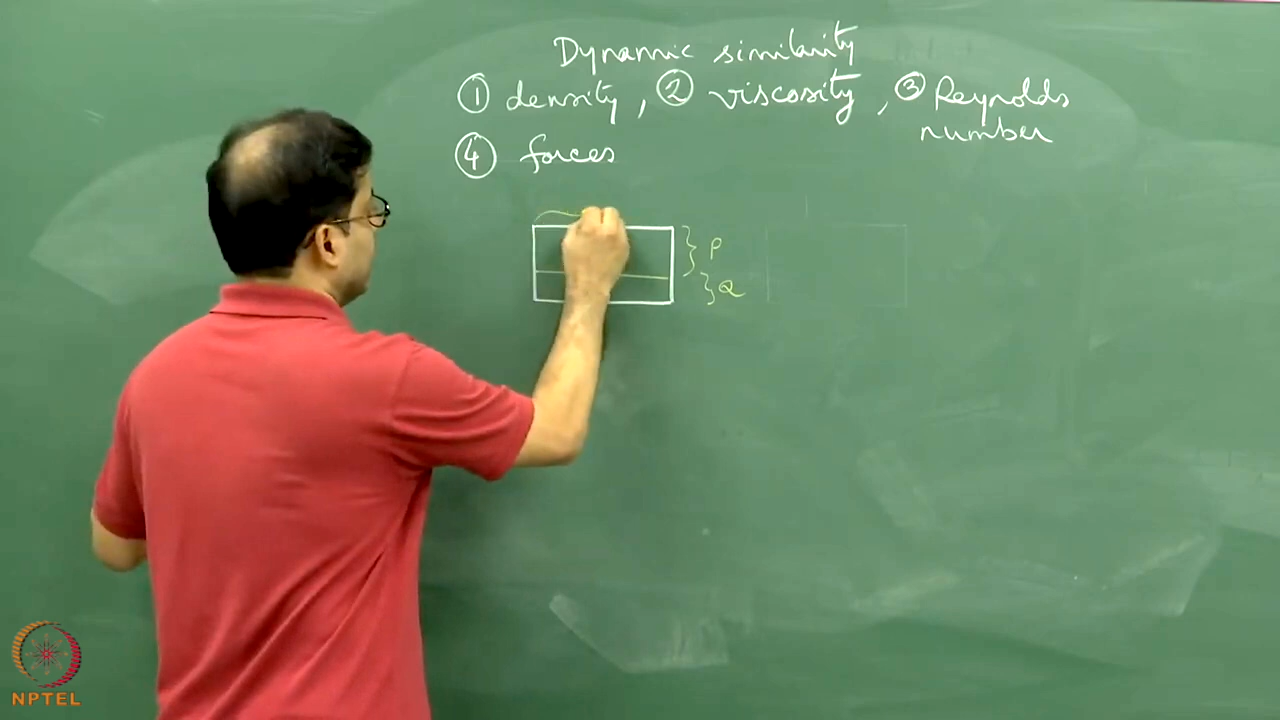 Dynamic similarity
① density, ② viscosity, ③ Reynolds
number
④ forces
P
Q
NPTEL